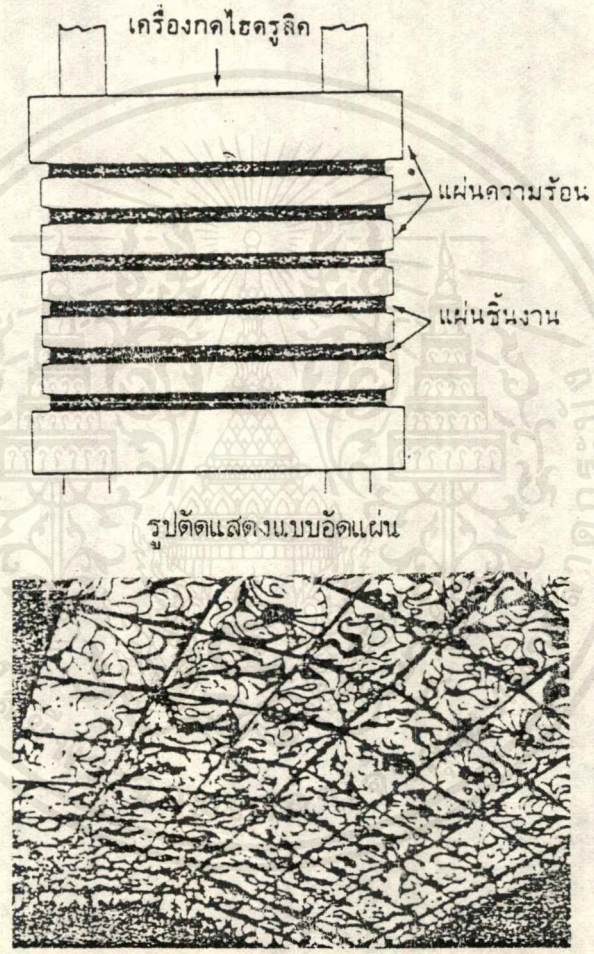 เครื่องกดไฮดรูลิค
แผ่นความร้อน
แผ่นชิ้นงาน
รูปตัดแสดงแบบอัดแผ่น